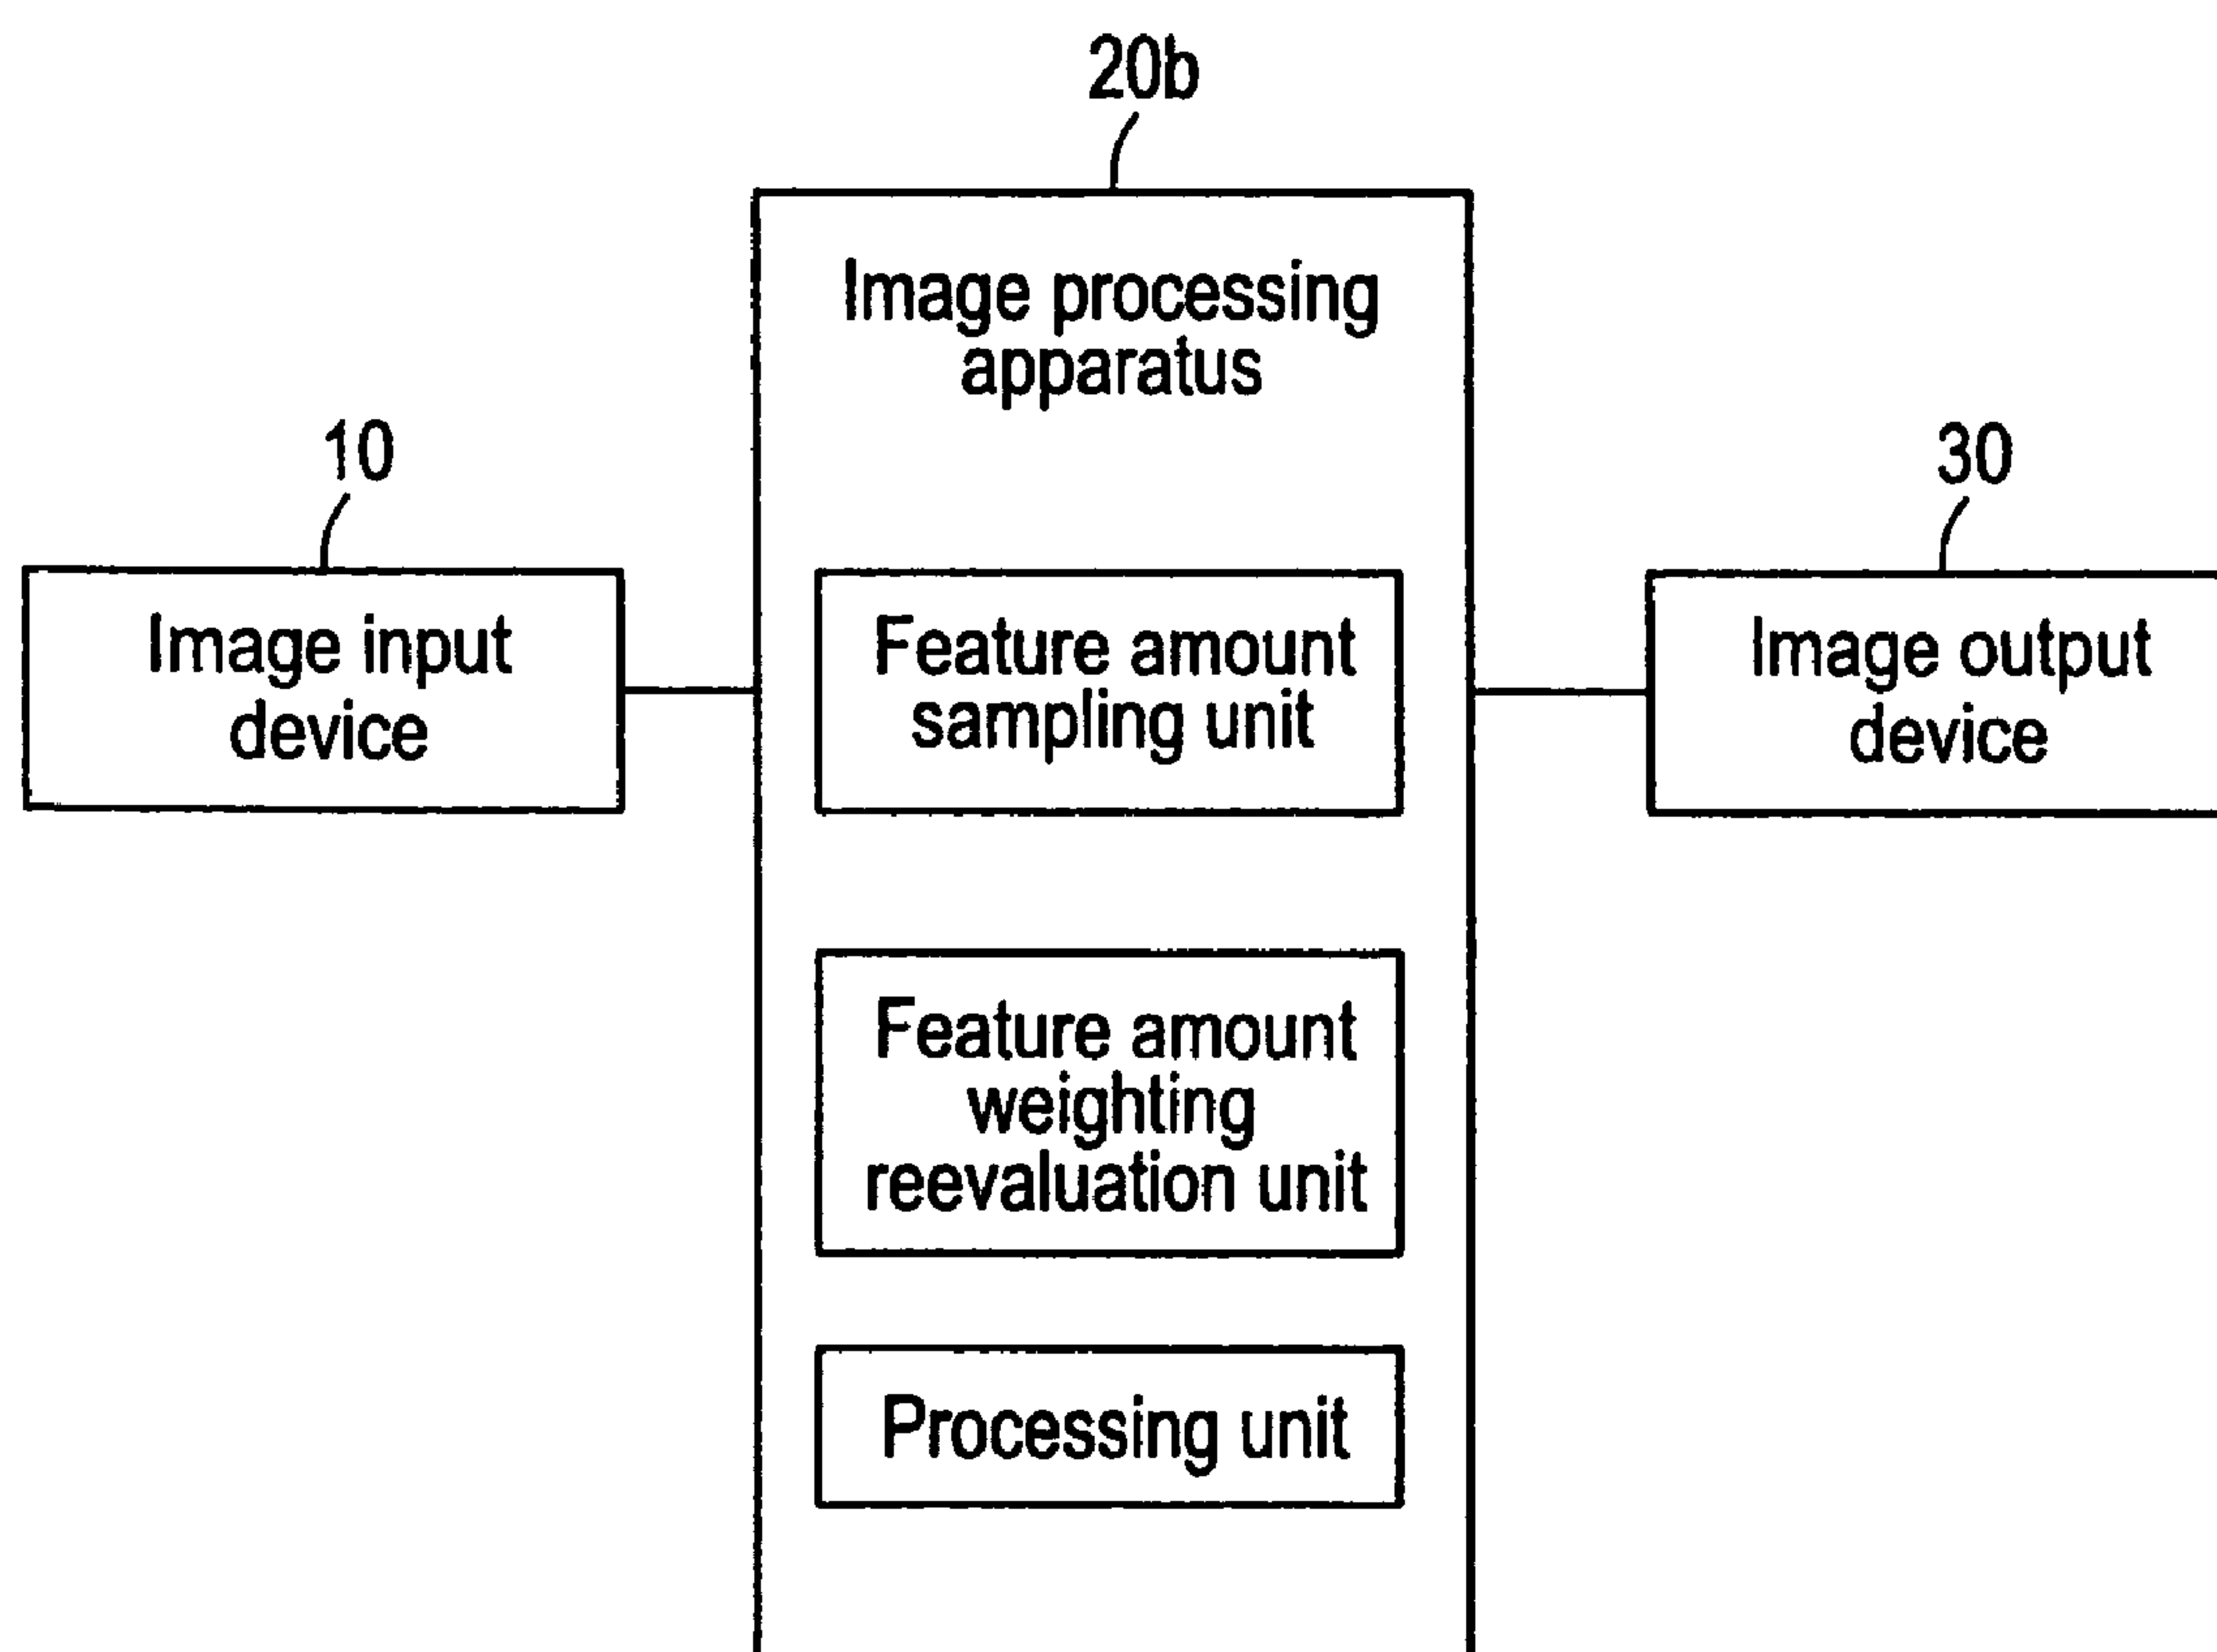 20b
Image processing
apparatus
10
Image input
device
30
Image output
device
Feature amount
sampling unit
Feature amount
weighting
reevaluation unit
Processing unit